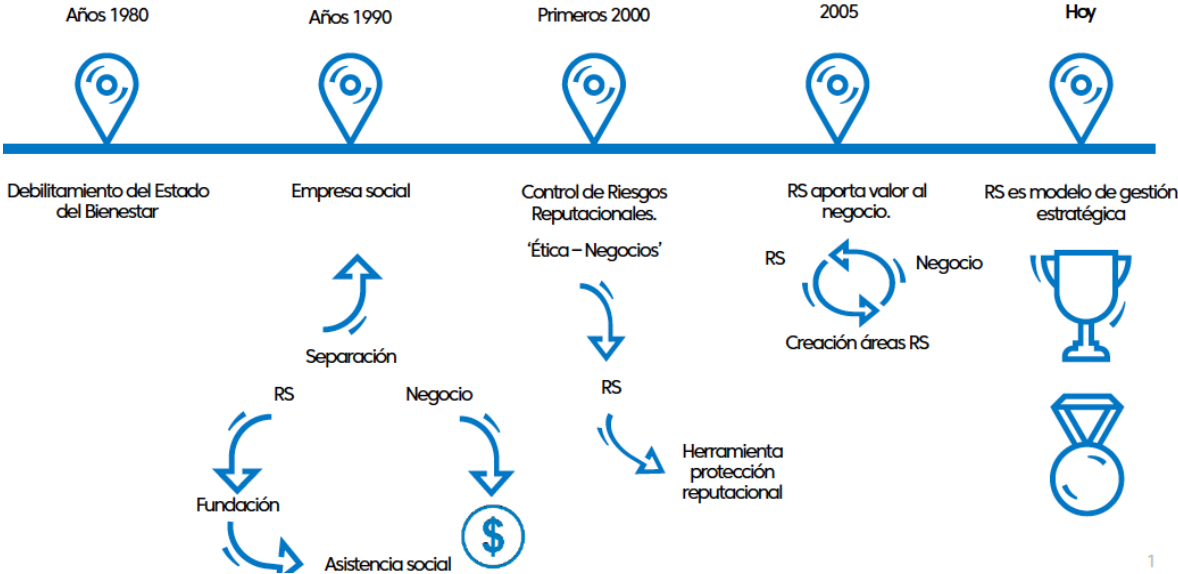 Años 1980
Años 1990
Primeros 2000
2005
Hoy
Debilitamiento del Estado
del Bienestar
Empresa social
Separación
RS
Negocio
Fundación
$
Asistencia social
Control de Riesgos
Reputacionales.
‘Ética – Negocios’
RS
Herramienta
protección
reputacional
RS aporta valor al
negocio.
RS
Negocio
Creación áreas RS
RS es modelo de gestión
estratégica
1